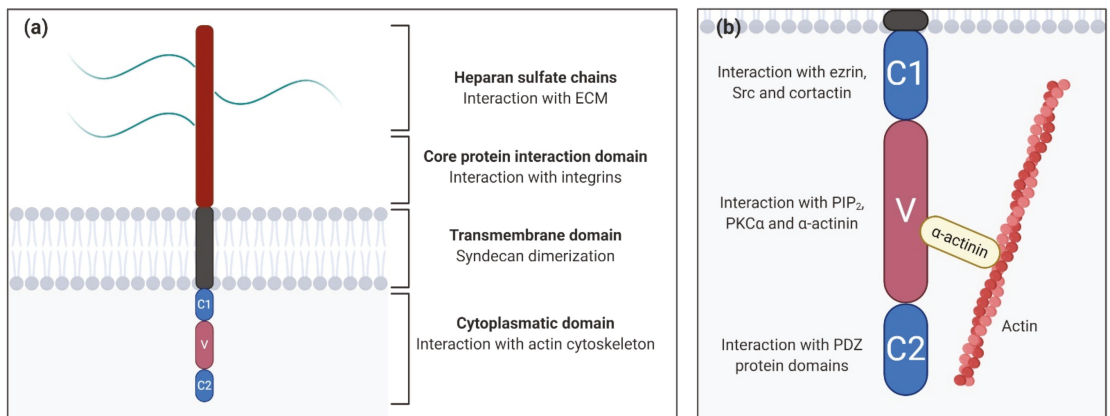 (a)
Heparan sulfate chains
Interaction with ECM
Core protein interaction domain
Interaction with integrins
Transmembrane domain
Syndecan dimerization
C1
V
C2
Cytoplasmatic domain
Interaction with actin cytoskeleton
(b)
C1
Interaction with ezrin,
Src and cortactin
V
Interaction with PIP₂,
PKCα and α-actinin
α-actinin
Actin
C2
Interaction with PDZ
protein domains